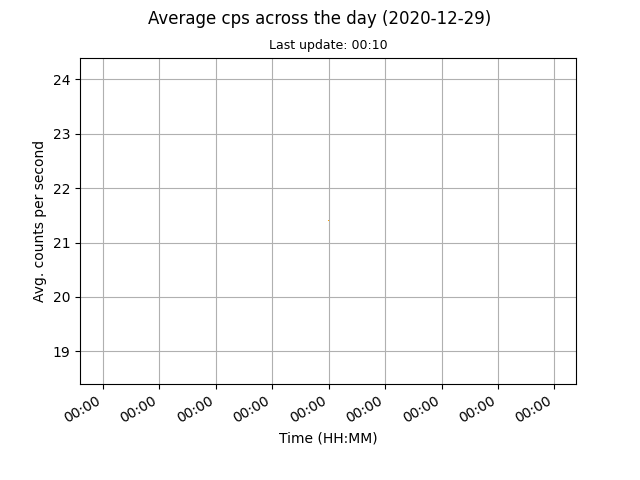 Average cps across the day (2020-12-29)
Last update: 00:10
24
23
22
21
20
19
Avg. counts per second
00:00 00:00 00:00 00:00 00:00 00:00 00:00 00:00 00:00
Time (HH:MM)